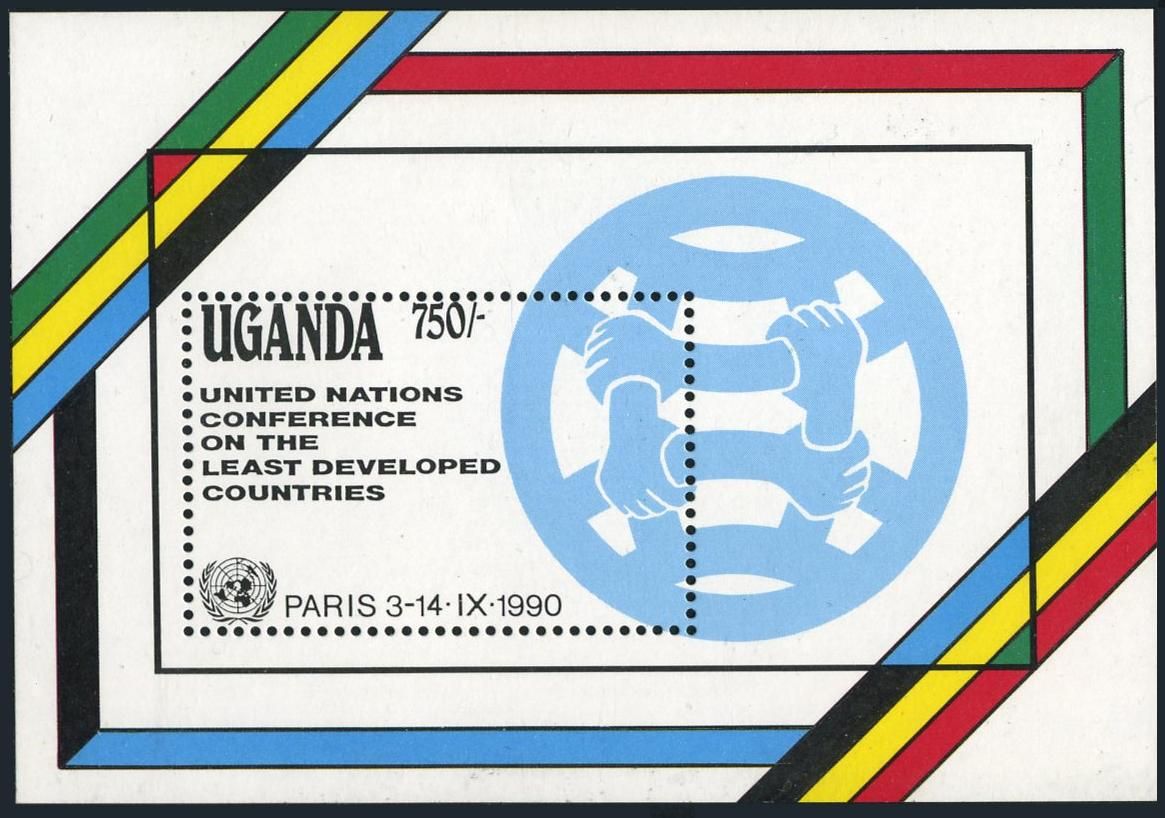 UGANDA 750/-
UNITED NATIONS
CONFERENCE
ON THE
LEAST DEVELOPED
COUNTRIES
PARIS 3-14·IX·1990